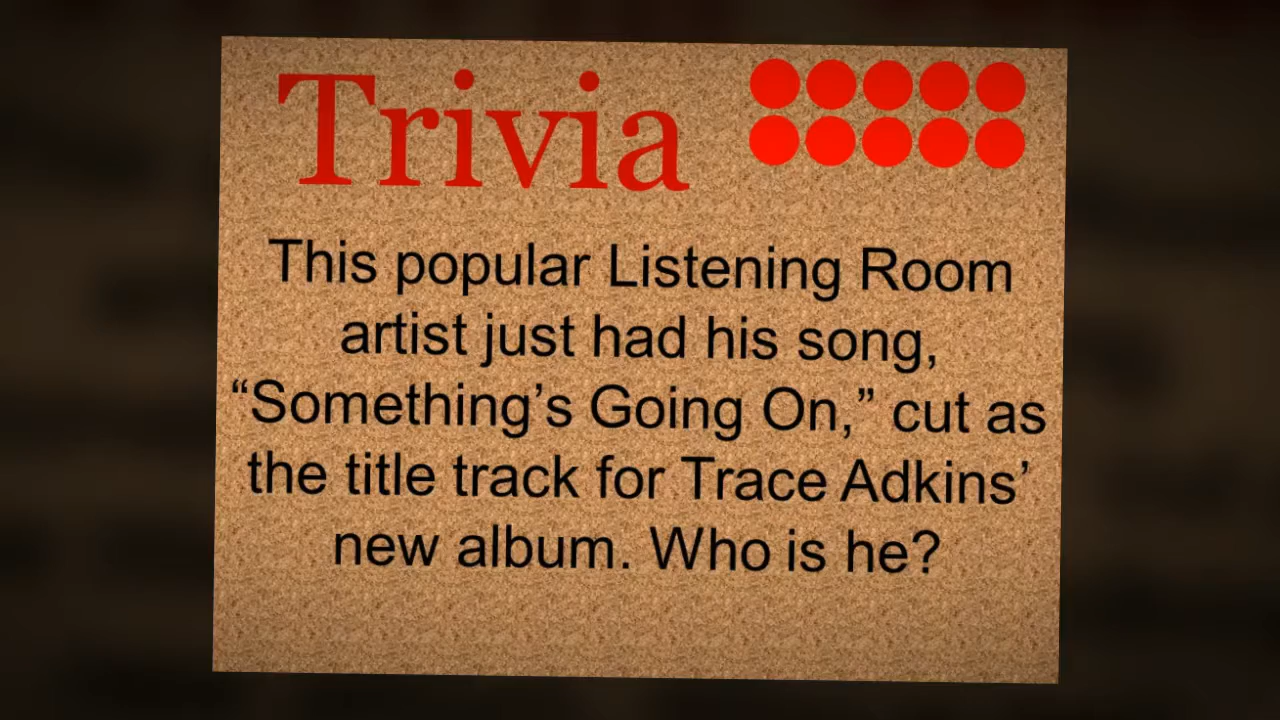 Trivia
This popular Listening Room
artist just had his song,
“Something’s Going On,” cut as
the title track for Trace Adkins’
new album. Who is he?